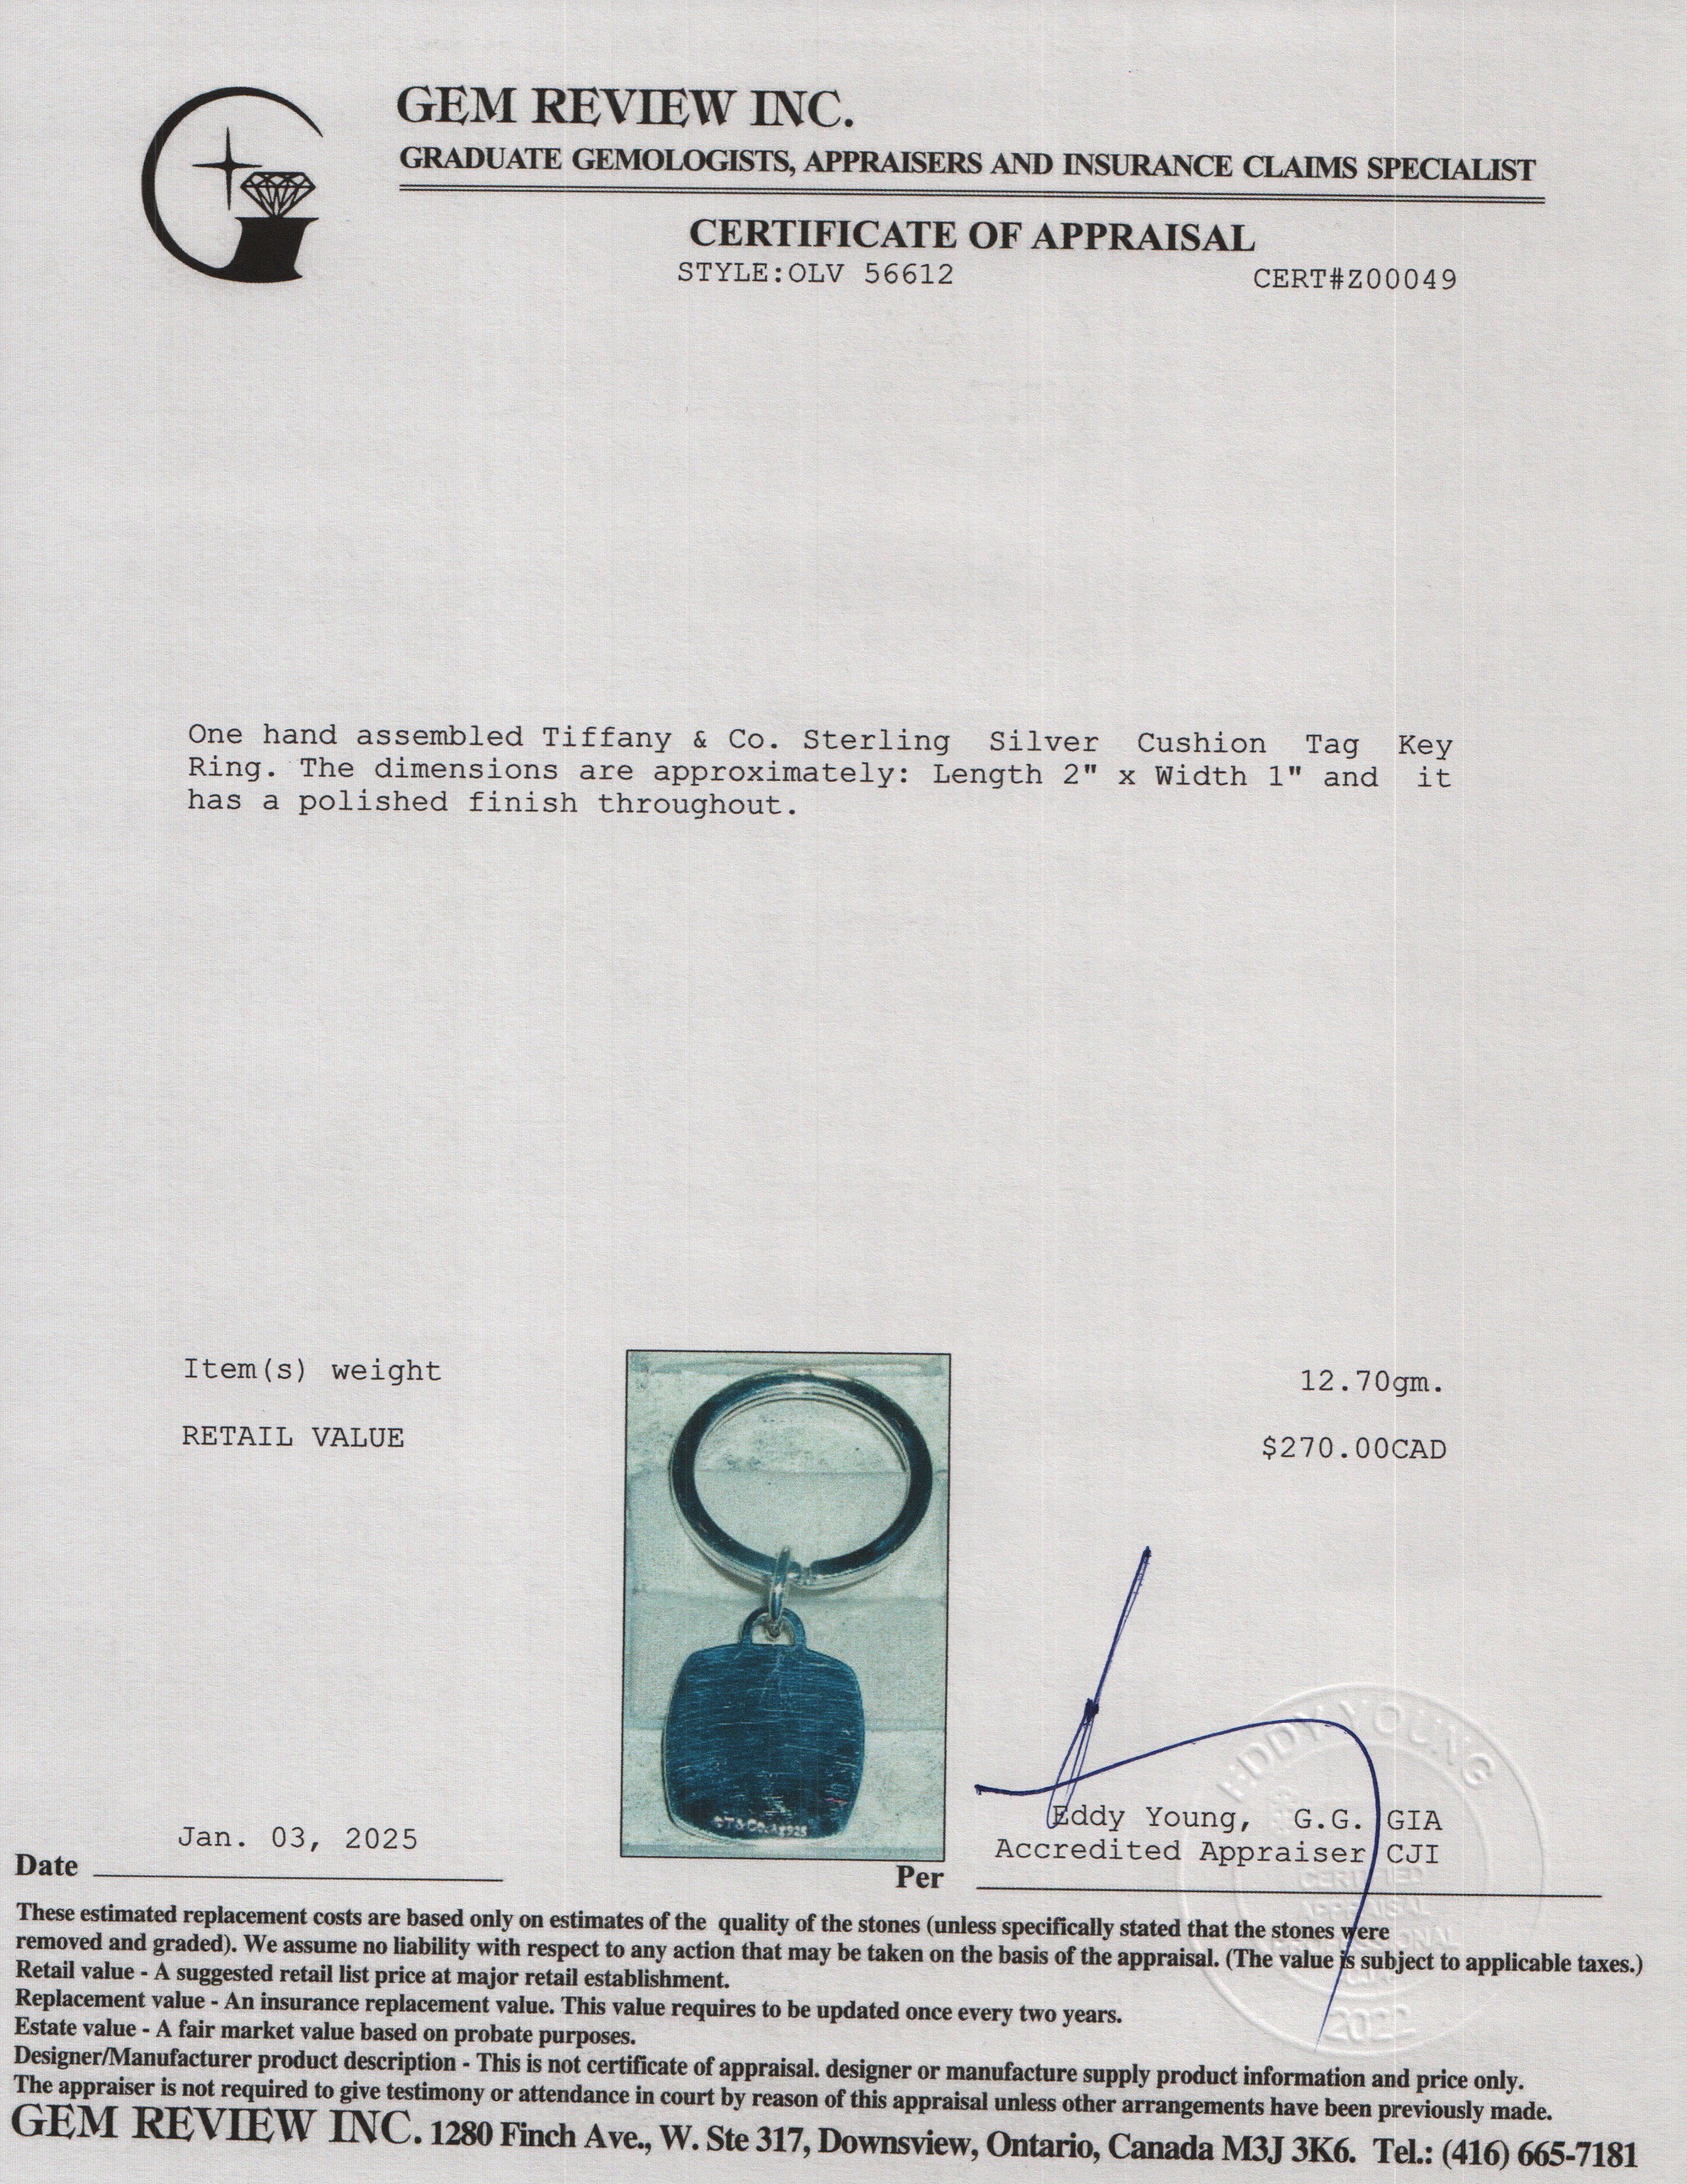 GEM REVIEW INC.
GRADUATE GEMOLOGISTS, APPRAISERS AND INSURANCE CLAIMS SPECIALIST
CERTIFICATE OF APPRAISAL
STYLE:OLV 56612
CERT#Z00049
One hand assembled Tiffany & Co. Sterling Silver Cushion Tag Key
Ring. The dimensions are approximately: Length 2" x Width 1" and it
has a polished finish throughout.
Item(s) weight 12.70gm.
RETAIL VALUE $270.00CAD
©T&Co. Ag925
EDDY YOUNG
CERTIFIED
APPRAISAL
2022
Eddy Young, G.G. GIA
Accredited Appraiser CJI
Jan. 03, 2025
Date
Per
These estimated replacement costs are based only on estimates of the quality of the stones (unless specifically stated that the stones were
removed and graded). We assume no liability with respect to any action that may be taken on the basis of the appraisal. (The value is subject to applicable taxes.)
Retail value - A suggested retail list price at major retail establishment.
Replacement value - An insurance replacement value. This value requires to be updated once every two years.
Estate value - A fair market value based on probate purposes.
Designer/Manufacturer product description - This is not certificate of appraisal. designer or manufacture supply product information and price only.
The appraiser is not required to give testimony or attendance in court by reason of this appraisal unless other arrangements have been previously made.
GEM REVIEW INC. 1280 Finch Ave., W. Ste 317, Downsview, Ontario, Canada M3J 3K6. Tel.: (416) 665-7181